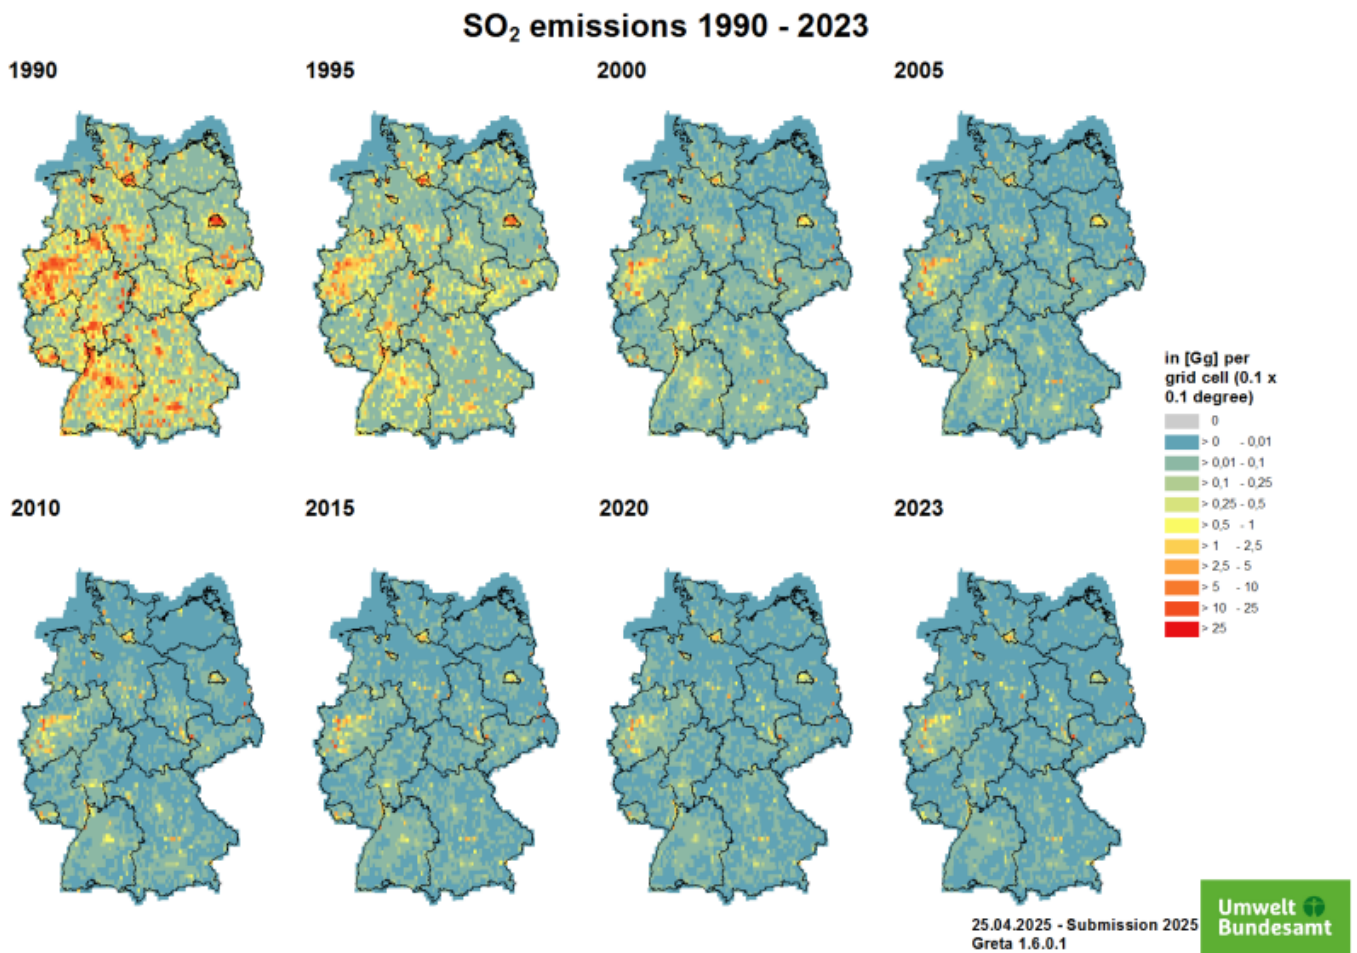 SO₂ emissions 1990 - 2023
1990
1995
2000
2005
in [Gg] per
grid cell (0.1 x
0.1 degree)
0
> 0 - 0,01
> 0,01 - 0,1
> 0,1 - 0,25
> 0,25 - 0,5
> 0,5 - 1
> 1 - 2,5
> 2,5 - 5
> 5 - 10
> 10 - 25
> 25
2010
2015
2020
2023
25.04.2025 - Submission 2025
Greta 1.6.0.1
Umwelt
Bundesamt